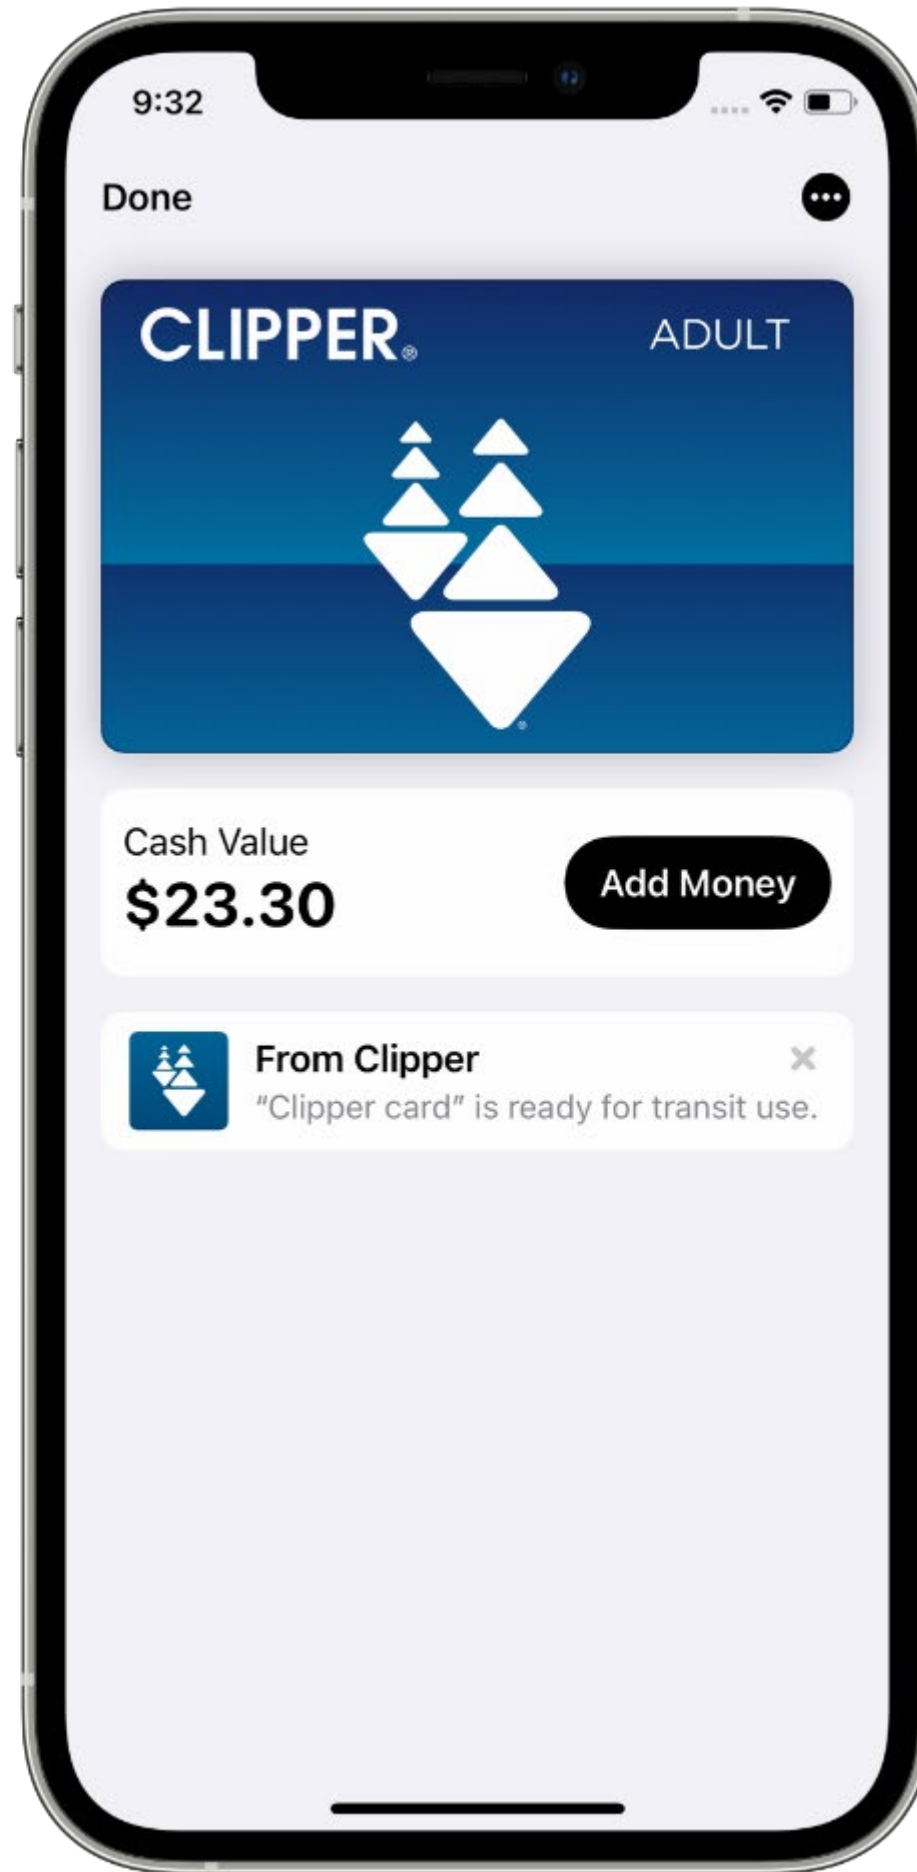 9:32
Done
CLIPPER®
ADULT
®
Cash Value
$23.30
Add Money
From Clipper
“Clipper card” is ready for transit use.